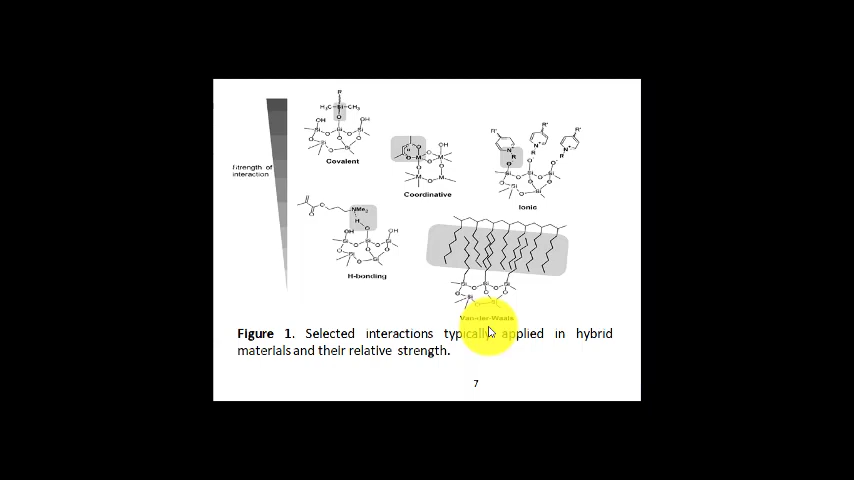 Strength of
interaction
Covalent
Coordinative
Ionic
H-bonding
Van-der-Waals
Figure 1. Selected interactions typically applied in hybrid
materials and their relative strength.
7